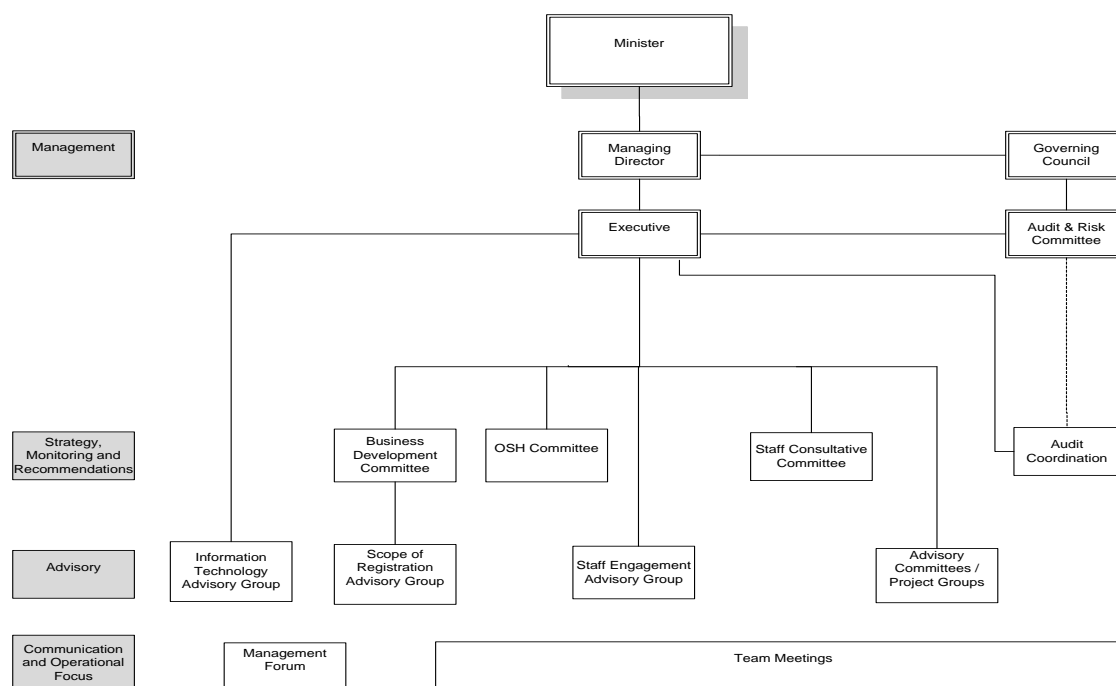 Minister
Management
Managing
Director
Governing
Council
Executive
Audit & Risk
Committee
Strategy,
Monitoring and
Recommendations
Business
Development
Committee
OSH Committee
Staff Consultative
Committee
Audit
Coordination
Advisory
Information
Technology
Advisory Group
Scope of
Registration
Advisory Group
Staff Engagement
Advisory Group
Advisory
Committees /
Project Groups
Communication
and Operational
Focus
Management
Forum
Team Meetings